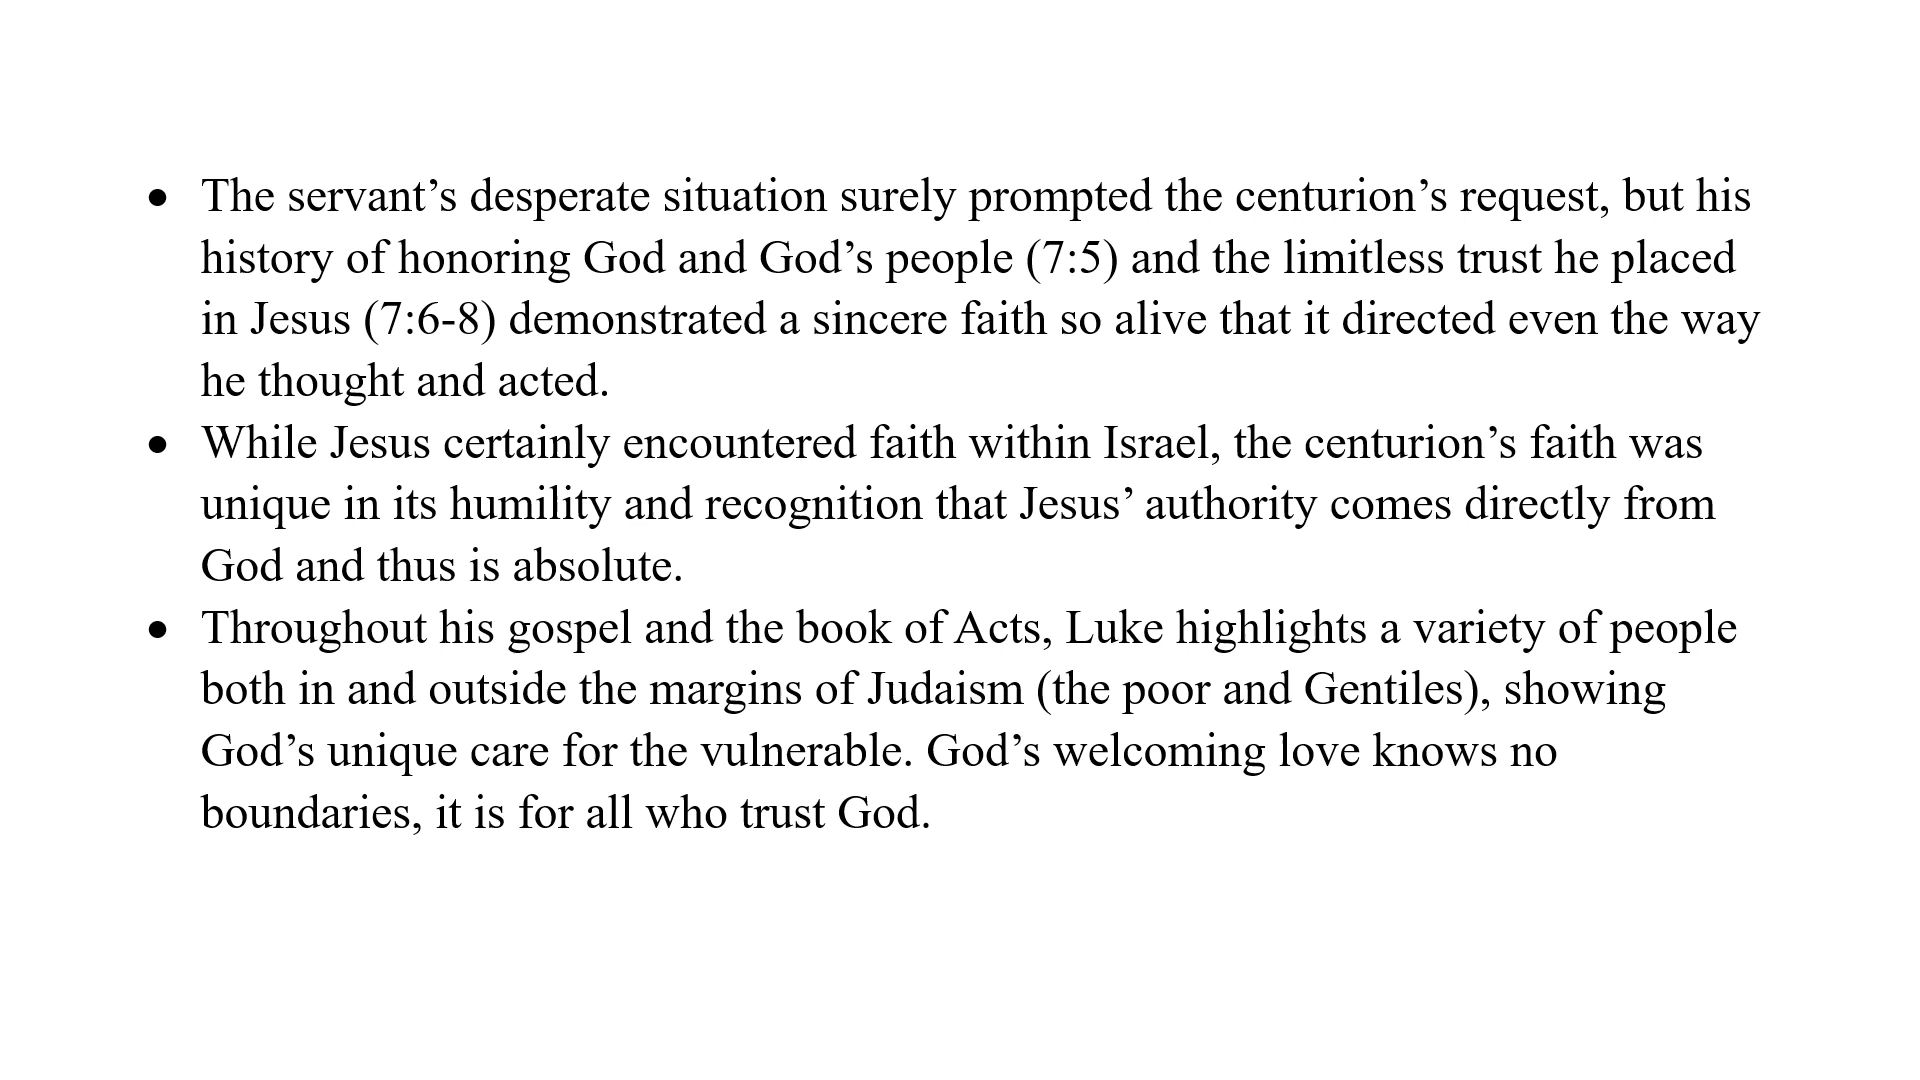 • The servant’s desperate situation surely prompted the centurion’s request, but his
history of honoring God and God’s people (7:5) and the limitless trust he placed
in Jesus (7:6-8) demonstrated a sincere faith so alive that it directed even the way
he thought and acted.
• While Jesus certainly encountered faith within Israel, the centurion’s faith was
unique in its humility and recognition that Jesus’ authority comes directly from
God and thus is absolute.
• Throughout his gospel and the book of Acts, Luke highlights a variety of people
both in and outside the margins of Judaism (the poor and Gentiles), showing
God’s unique care for the vulnerable. God’s welcoming love knows no
boundaries, it is for all who trust God.